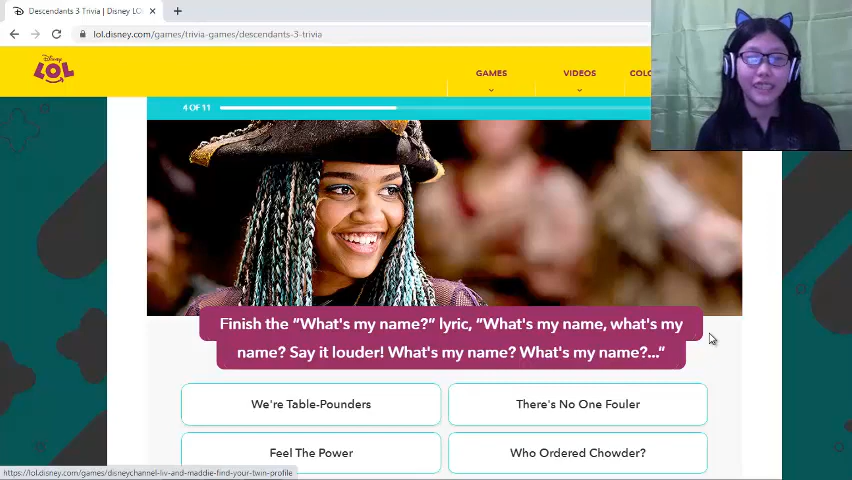 Descendants 3 Trivia | Disney LO
lol.disney.com/games/trivia-games/descendants-3-trivia
Disney
LOL
GAMES
VIDEOS
COLO
4 OF 11
Finish the “What's my name?” lyric, “What's my name, what's my
name? Say it louder! What's my name? What's my name?...“
We're Table-Pounders
There's No One Fouler
Feel The Power
Who Ordered Chowder?
https://lol.disney.com/games/disneychannel-liv-and-maddie-find-your-twin-profile